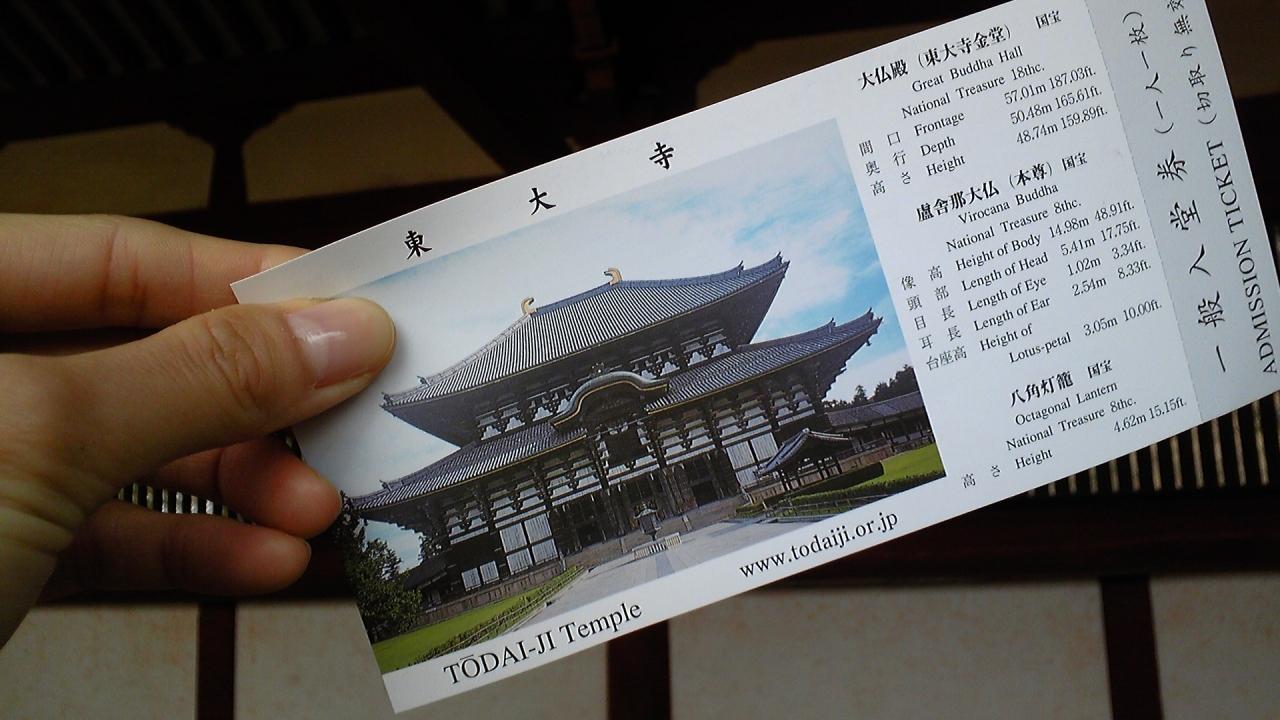 東大寺
TŌDAI-JI Temple
www.todaiji.or.jp
大仏殿（東大寺金堂） 国宝
Great Buddha Hall
National Treasure 18thc.
間口 Frontage 57.01m 187.03ft.
奥行 Depth 50.48m 165.61ft.
高さ Height 48.74m 159.89ft.
盧舎那大仏（本尊）国宝
Virocana Buddha
National Treasure 8thc.
像高 Height of Body 14.98m 48.91ft.
頭部 Length of Head 5.41m 17.75ft.
目長 Length of Eye 1.02m 3.34ft.
耳長 Length of Ear 2.54m 8.33ft.
台座高 Height of
Lotus-petal 3.05m 10.00ft.
八角灯籠 国宝
Octagonal Lantern
National Treasure 8thc.
高さ Height 4.62m 15.15ft.
一般入堂券（一人一枚）
ADMISSION TICKET（切取り無効